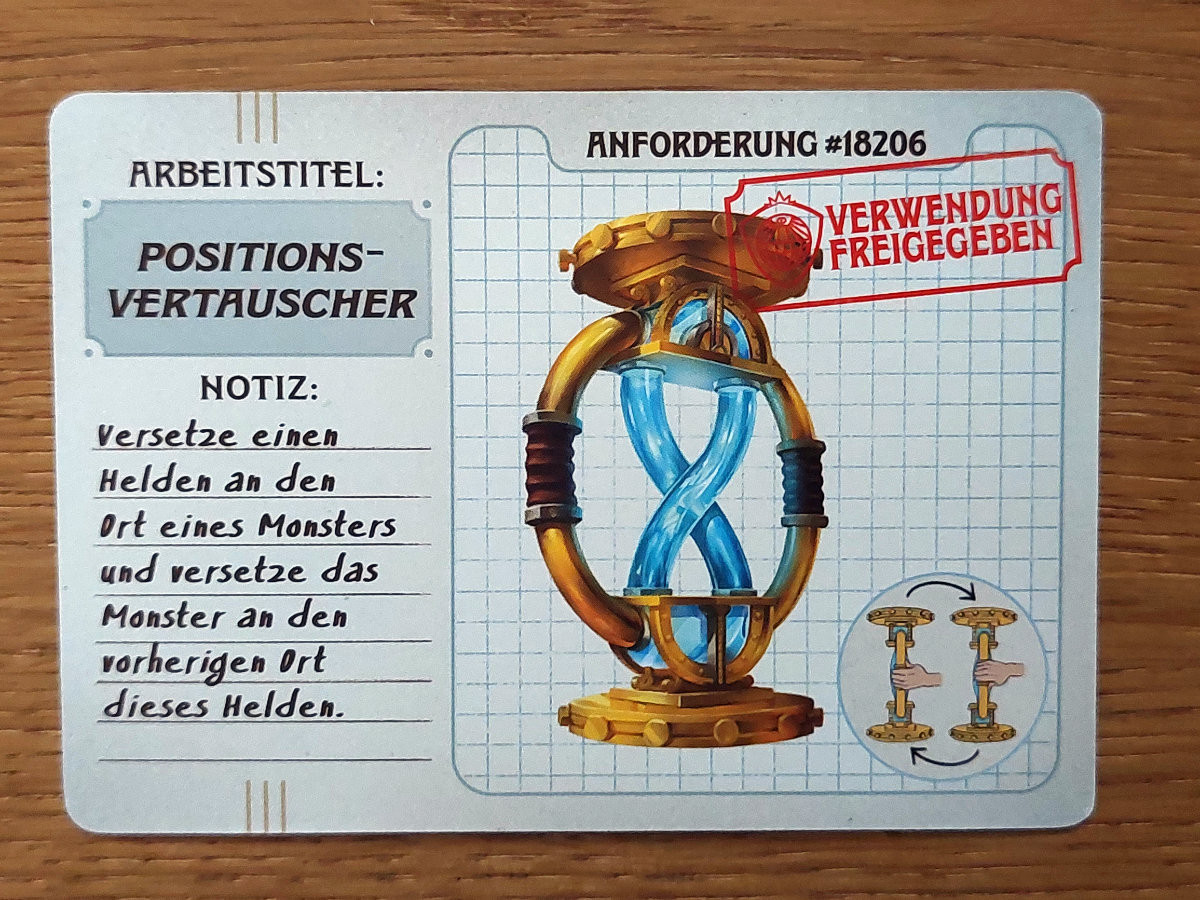 ARBEITSTITEL:
POSITIONS-
VERTAUSCHER
NOTIZ:
Versetze einen
Helden an den
Ort eines Monsters
und versetze das
Monster an den
vorherigen Ort
dieses Helden.
ANFORDERUNG #18206
VERWENDUNG
FREIGEGEBEN